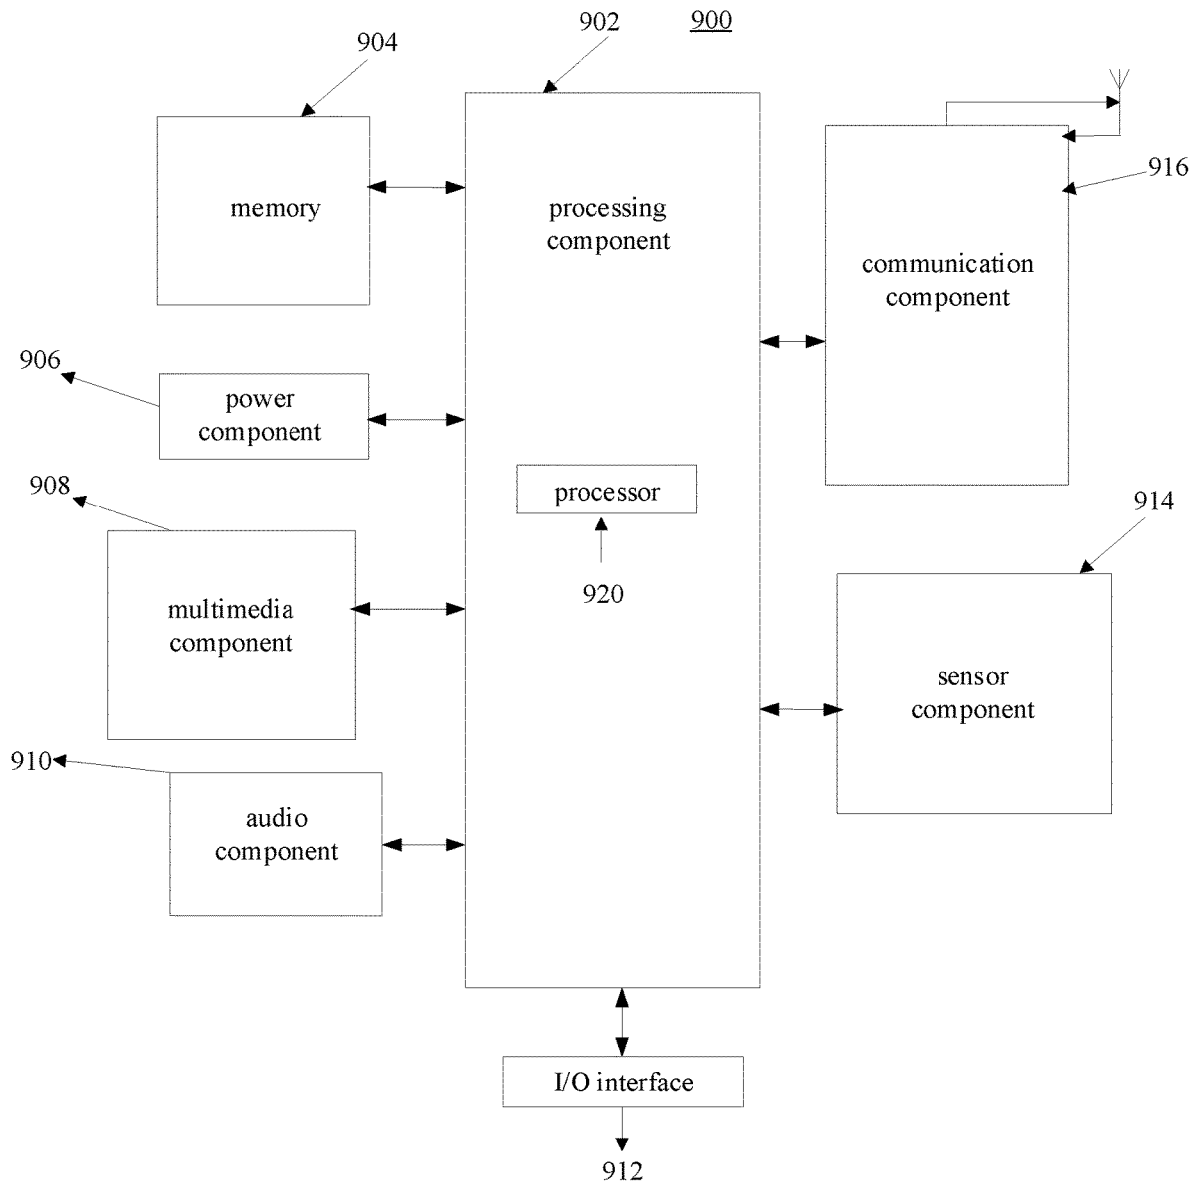 902
900
904
916
memory
processing
component
communication
component
906
power
component
908
processor
914
920
multimedia
component
sensor
component
910
audio
component
I/O interface
912